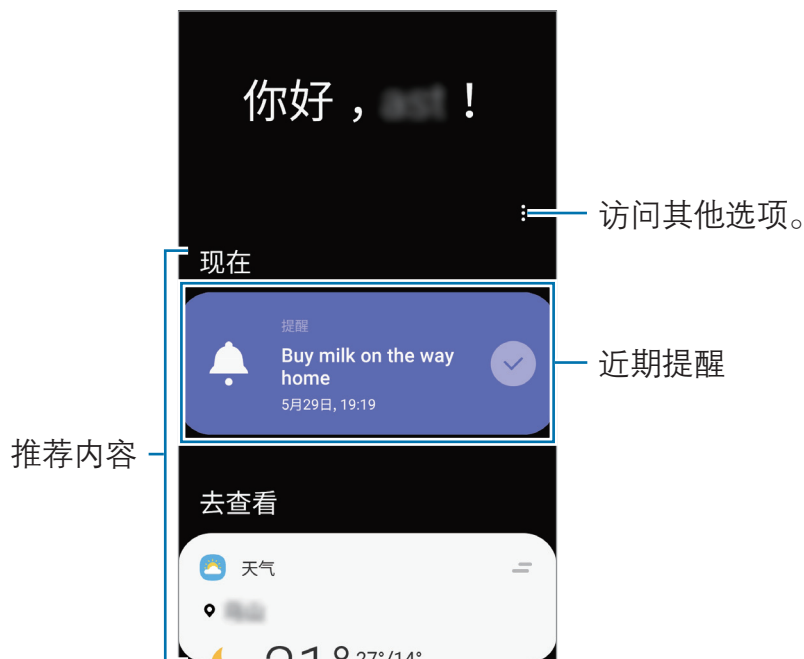 你好， ！
访问其他选项。
现在
提醒
Buy milk on the way
home
5月29日, 19:19
近期提醒
推荐内容
去查看
天气
27°/14°